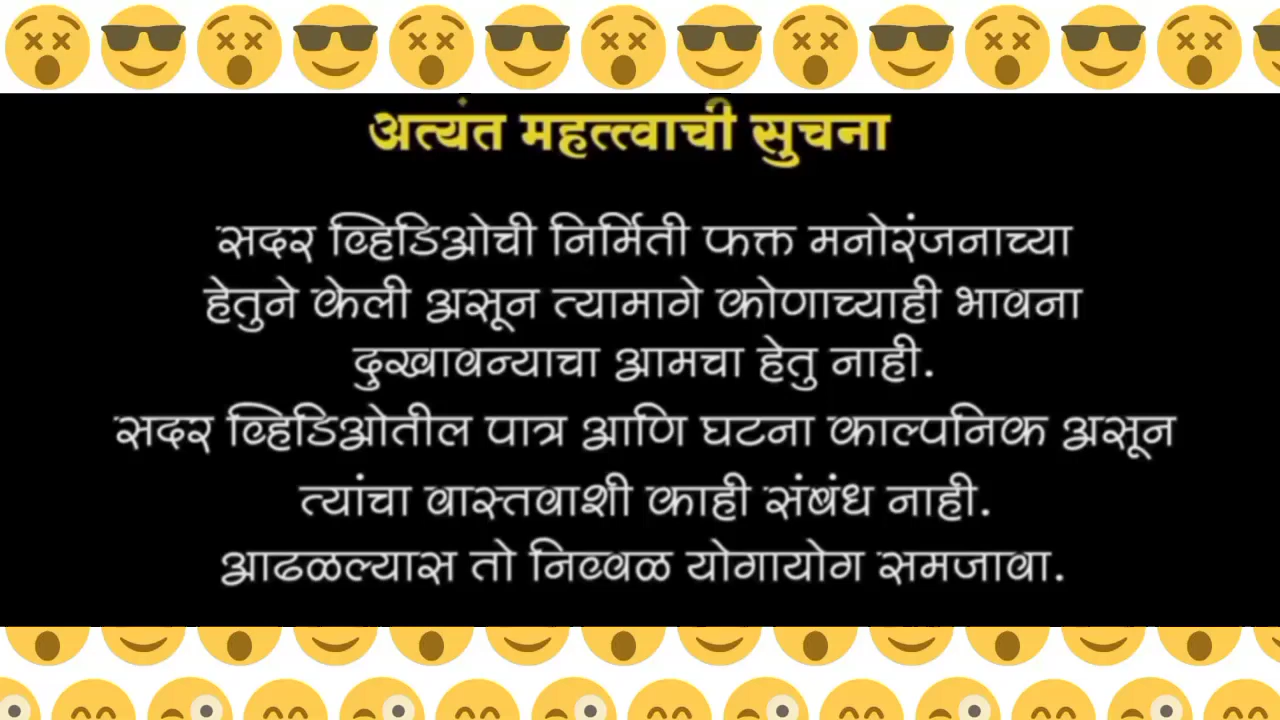 अत्यंत महत्त्वाची सुचना
सदर व्हिडिओची निर्मिती फक्त मनोरंजनाच्या
हेतुने केली असून त्यामागे कोणाच्याही भावना
दुखावन्याचा आमचा हेतु नाही.
सदर व्हिडिओतील पात्र आणि घटना काल्पनिक असून
त्यांचा वास्तवाशी काही संबंध नाही.
आढळल्यास तो निव्वळ योगायोग समजावा.